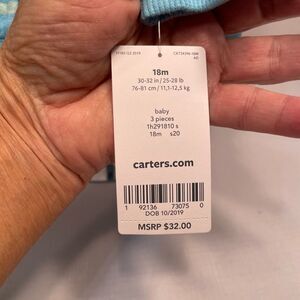 18m
30-32 in / 25-28 lb
76-81 cm / 11,1-12,5 kg
baby
3 pieces
1h291810 s
18m s20
carters.com
1 92136 73075 0
DOB 10/2019
MSRP $32.00